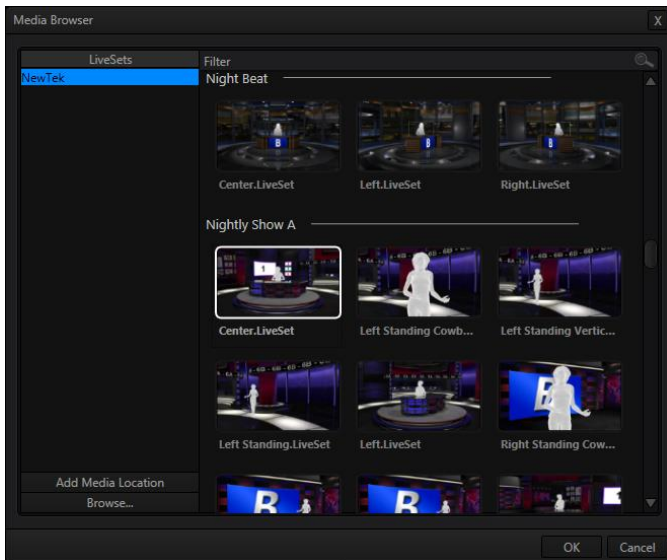 Media Browser
X
LiveSets
Filter
NewTek
Night Beat
B
B
B
Center.LiveSet
Left.LiveSet
Right.LiveSet
Nightly Show A
1
Center.LiveSet
Left Standing Cowb...
Left Standing Vertic...
B
Left Standing.LiveSet
Left.LiveSet
Right Standing Cow...
B
B
Add Media Location
Browse...
OK
Cancel